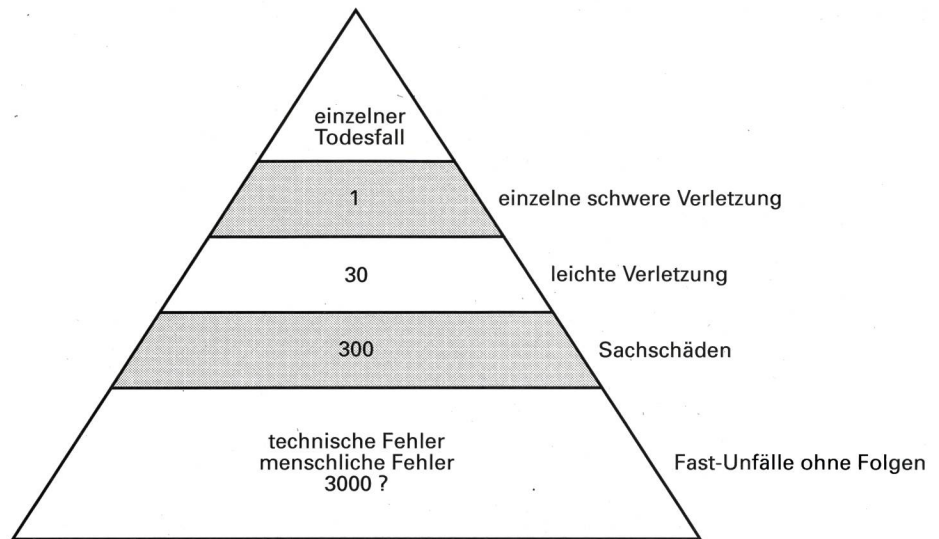 einzelner
Todesfall
1
einzelne schwere Verletzung
30
leichte Verletzung
300
Sachschäden
technische Fehler
menschliche Fehler
3000 ?
Fast-Unfälle ohne Folgen